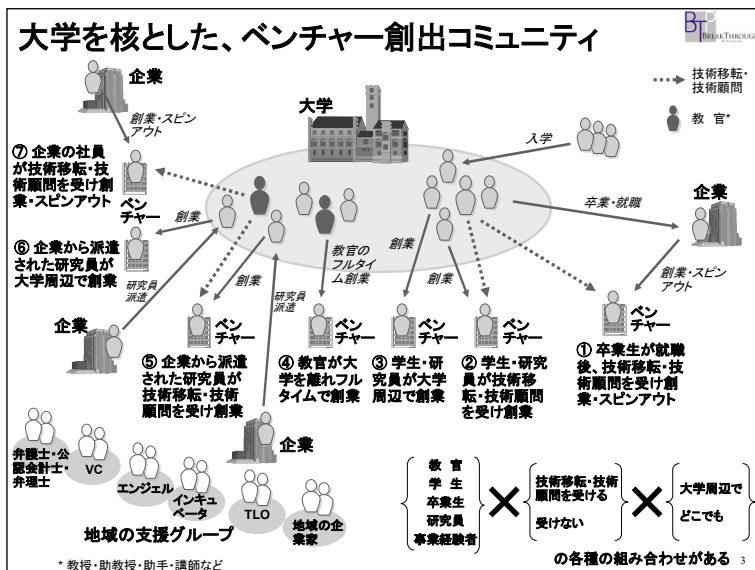 大学を核とした、ベンチャー創出コミュニティ
BTP
BREAKTHROUGH
企業
大学
技術移転・
技術顧問
教 官*
創業・スピン
アウト
入学
⑦ 企業の社員
が技術移転・技
術顧問を受け創
業・スピンアウト
ベン
チャー
卒業・就職
企業
創業
⑥ 企業から派遣
された研究員が
大学周辺で創業
ベン
チャー
研究員
派遣
創業
研究員
派遣
教官の
フルタイ
ム創業
創業
創業
創業・スピン
アウト
企業
ベン
チャー
ベン
チャー
ベン
チャー
ベン
チャー
ベン
チャー
⑤ 企業から派遣
された研究員が
技術移転・技術
顧問を受け創業
④ 教官が大
学を離れフル
タイムで創業
③ 学生・研
究員が大学
周辺で創業
② 学生・研究
員が技術移
転・技術顧問
を受け創業
① 卒業生が就職
後、技術移転・技
術顧問を受け創
業・スピンアウト
企業
弁護士・公
認会計士・
弁理士
VC
エンジェル
インキュ
ベータ
TLO
地域の企
業家
地域の支援グループ
教 官
学 生
卒業生
研究員
事業経験者
×
技術移転・技術
顧問を受ける
受けない
×
大学周辺で
どこでも
の各種の組み合わせがある
* 教授・助教授・助手・講師など
3